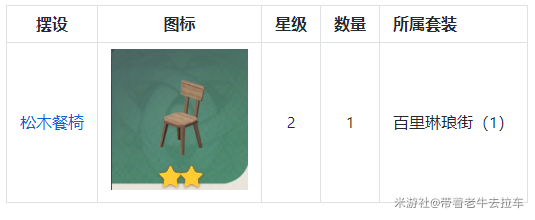 摆设 图标 星级 数量 所属套装
松木餐椅 2 1 百里琳琅街（1）
米游社@带着老牛去拉车